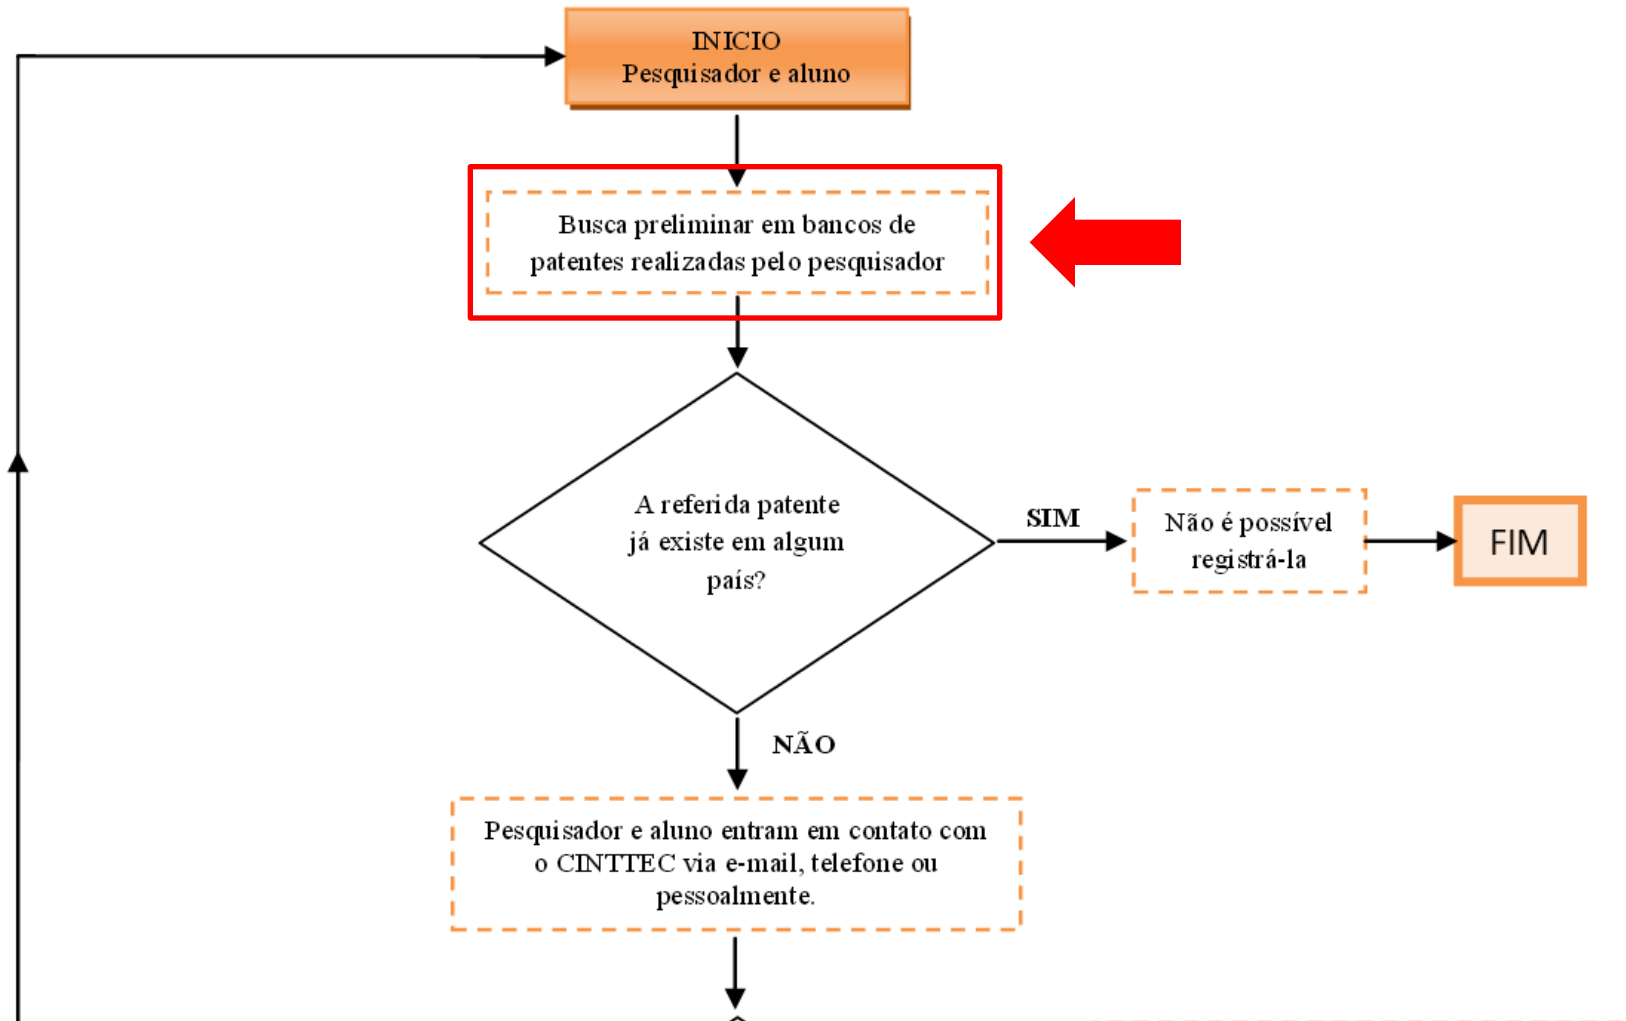 INICIO
Pesquisador e aluno
Busca preliminar em bancos de
patentes realizadas pelo pesquisador
A referida patente
já existe em algum
país?
SIM
Não é possível
registrá-la
FIM
NÃO
Pesquisador e aluno entram em contato com
o CINTTEC via e-mail, telefone ou
pessoalmente.